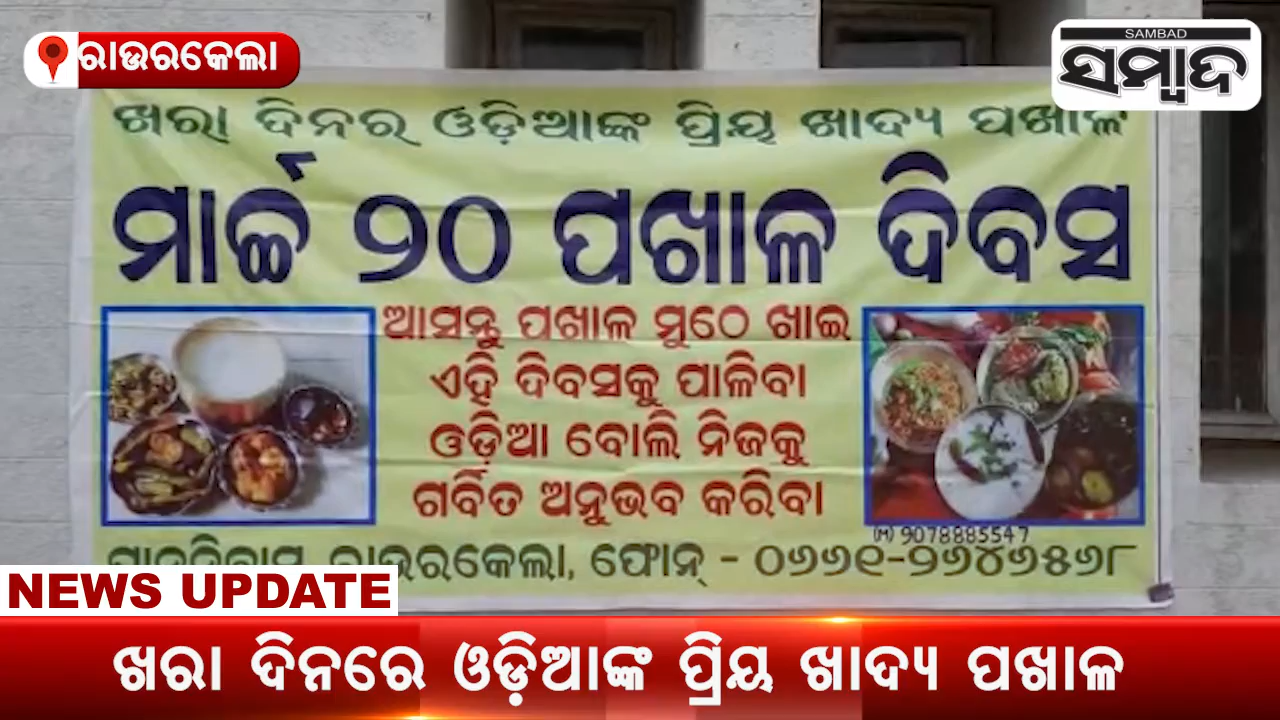 ରାଉରକେଲା
SAMBAD
ସମ୍ବାଦ
ଖରା ଦିନର ଓଡ଼ିଆଙ୍କ ପ୍ରିୟ ଖାଦ୍ୟ ପଖାଳ
ମାର୍ଚ୍ଚ ୨୦ ପଖାଳ ଦିବସ
ଆସନ୍ତୁ ପଖାଳ ମୁଠେ ଖାଇ
ଏହି ଦିବସକୁ ପାଳିବା
ଓଡ଼ିଆ ବୋଲି ନିଜକୁ
ଗର୍ବିତ ଅନୁଭବ କରିବା
(ମ) 9078885547
ରାଉରକେଲା, ଫୋନ୍ - ୦୬୬୧-୨୬୪୬୫୬୮
NEWS UPDATE
ଖରା ଦିନରେ ଓଡ଼ିଆଙ୍କ ପ୍ରିୟ ଖାଦ୍ୟ ପଖାଳ